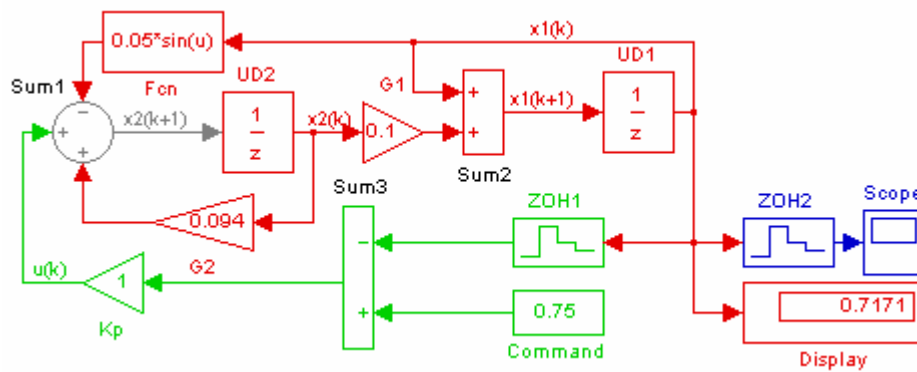 x1(k)
0.05*sin(u)
Fcn
UD2
G1
UD1
Sum1
−
+
+
x2(k+1)
1
z
x2(k)
0.1
+
+
x1(k+1)
1
z
Sum2
0.094
G2
Sum3
−
+
ZOH1
ZOH2
Scope
u(k)
1
Kp
0.75
Command
0.7171
Display